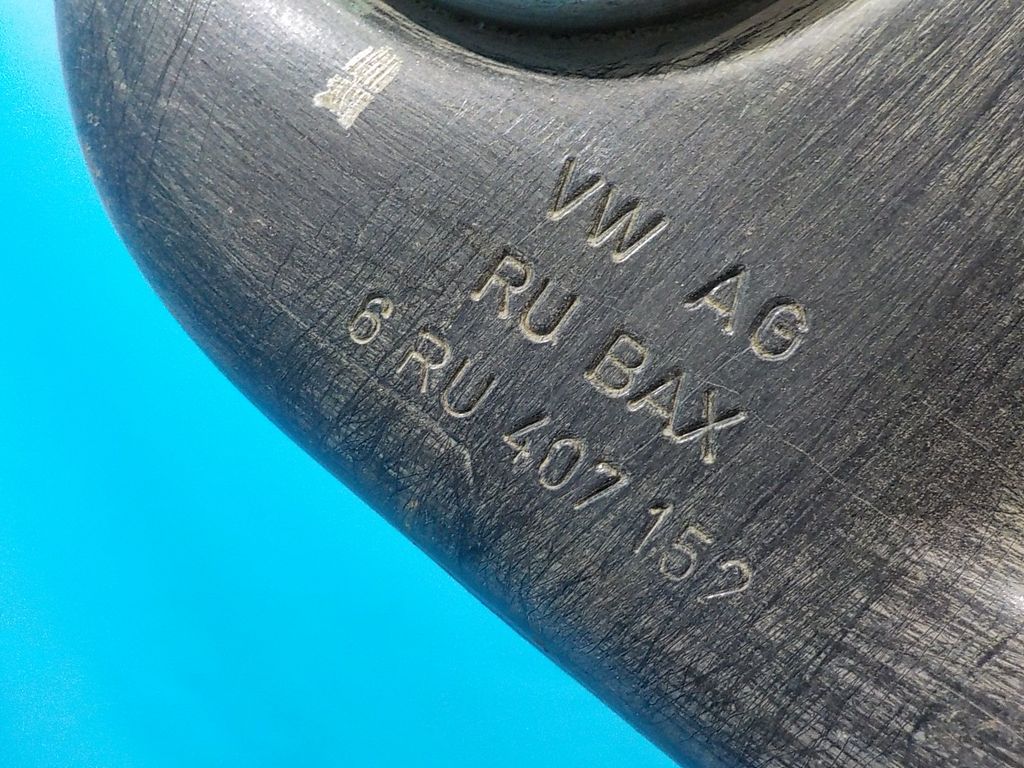 VW AG
RU BAX
6 RU 407 152